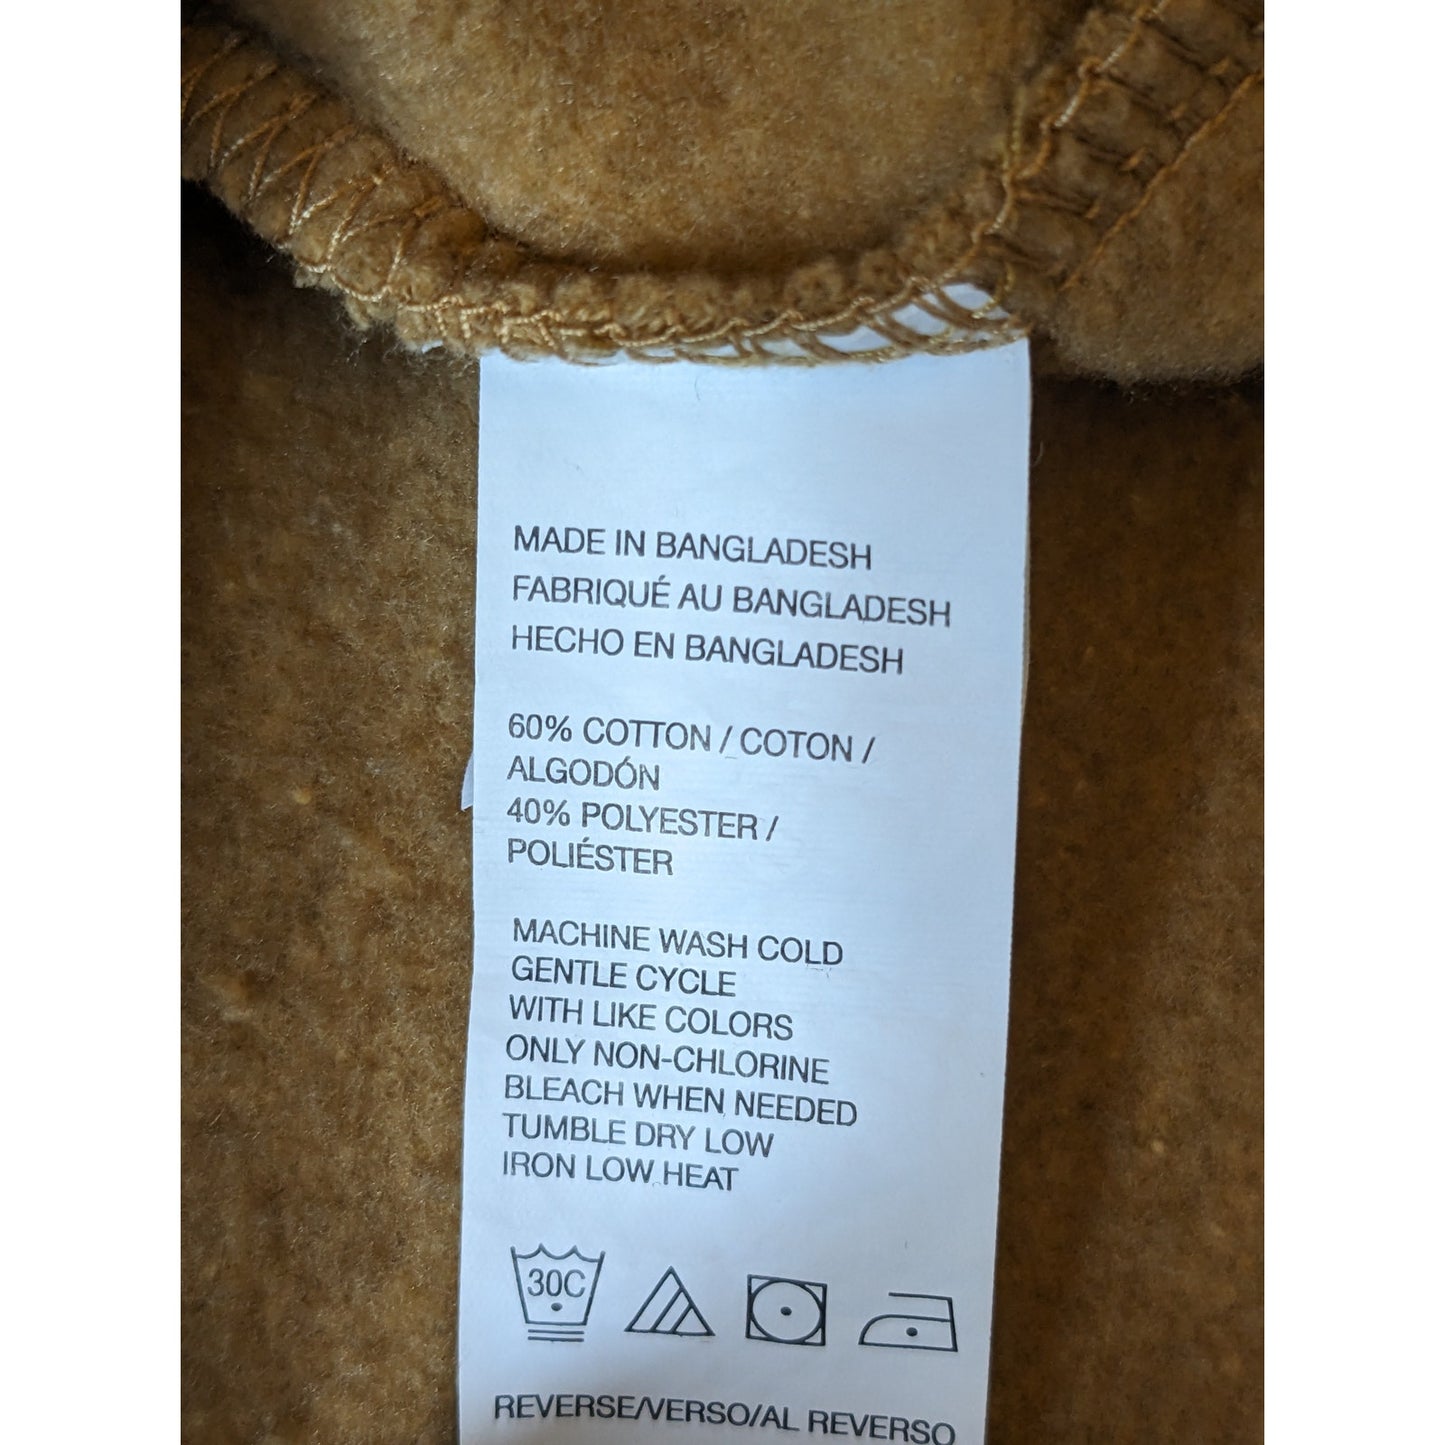 MADE IN BANGLADESH
FABRIQUÉ AU BANGLADESH
HECHO EN BANGLADESH
60% COTTON / COTON /
ALGODÓN
40% POLYESTER /
POLIÉSTER
MACHINE WASH COLD
GENTLE CYCLE
WITH LIKE COLORS
ONLY NON-CHLORINE
BLEACH WHEN NEEDED
TUMBLE DRY LOW
IRON LOW HEAT
30C
REVERSE/VERSO/AL REVERSO